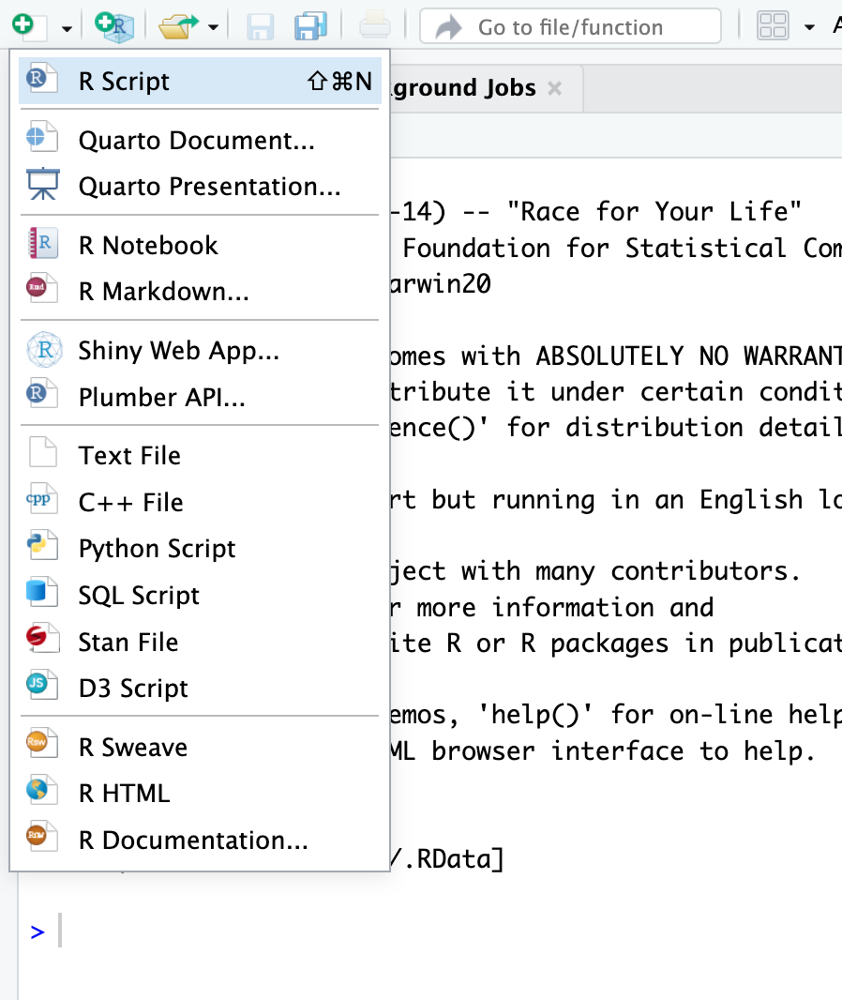 Go to file/function
R Script ⇧⌘N
ground Jobs ×
Quarto Document...
Quarto Presentation...
-14) -- "Race for Your Life"
R Notebook
Foundation for Statistical Com
R Markdown...
arwin20
Shiny Web App...
omes with ABSOLUTELY NO WARRANT
Plumber API...
tribute it under certain condit
ence()' for distribution detail
Text File
C++ File
rt but running in an English lo
Python Script
ject with many contributors.
SQL Script
r more information and
Stan File
ite R or R packages in publicat
D3 Script
emos, 'help()' for on-line help
R Sweave
ML browser interface to help.
R HTML
R Documentation...
/.RData]
>